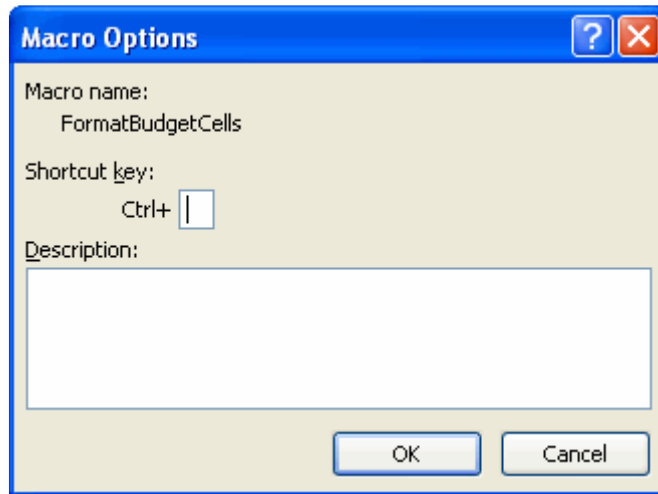 Macro Options
Macro name:
FormatBudgetCells
Shortcut key:
Ctrl+
Description:
OK Cancel